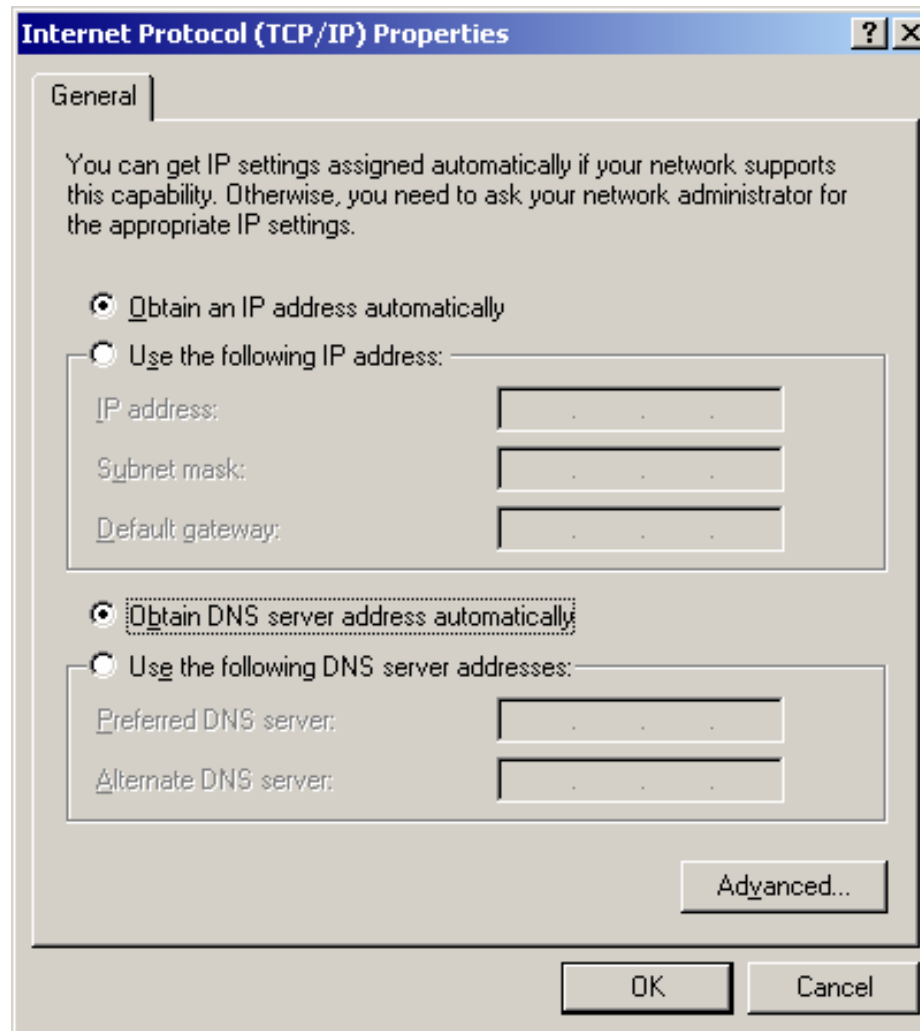 Internet Protocol (TCP/IP) Properties
General
You can get IP settings assigned automatically if your network supports
this capability. Otherwise, you need to ask your network administrator for
the appropriate IP settings.
Obtain an IP address automatically
Use the following IP address:
IP address:
Subnet mask:
Default gateway:
Obtain DNS server address automatically
Use the following DNS server addresses:
Preferred DNS server:
Alternate DNS server:
Advanced...
OK Cancel